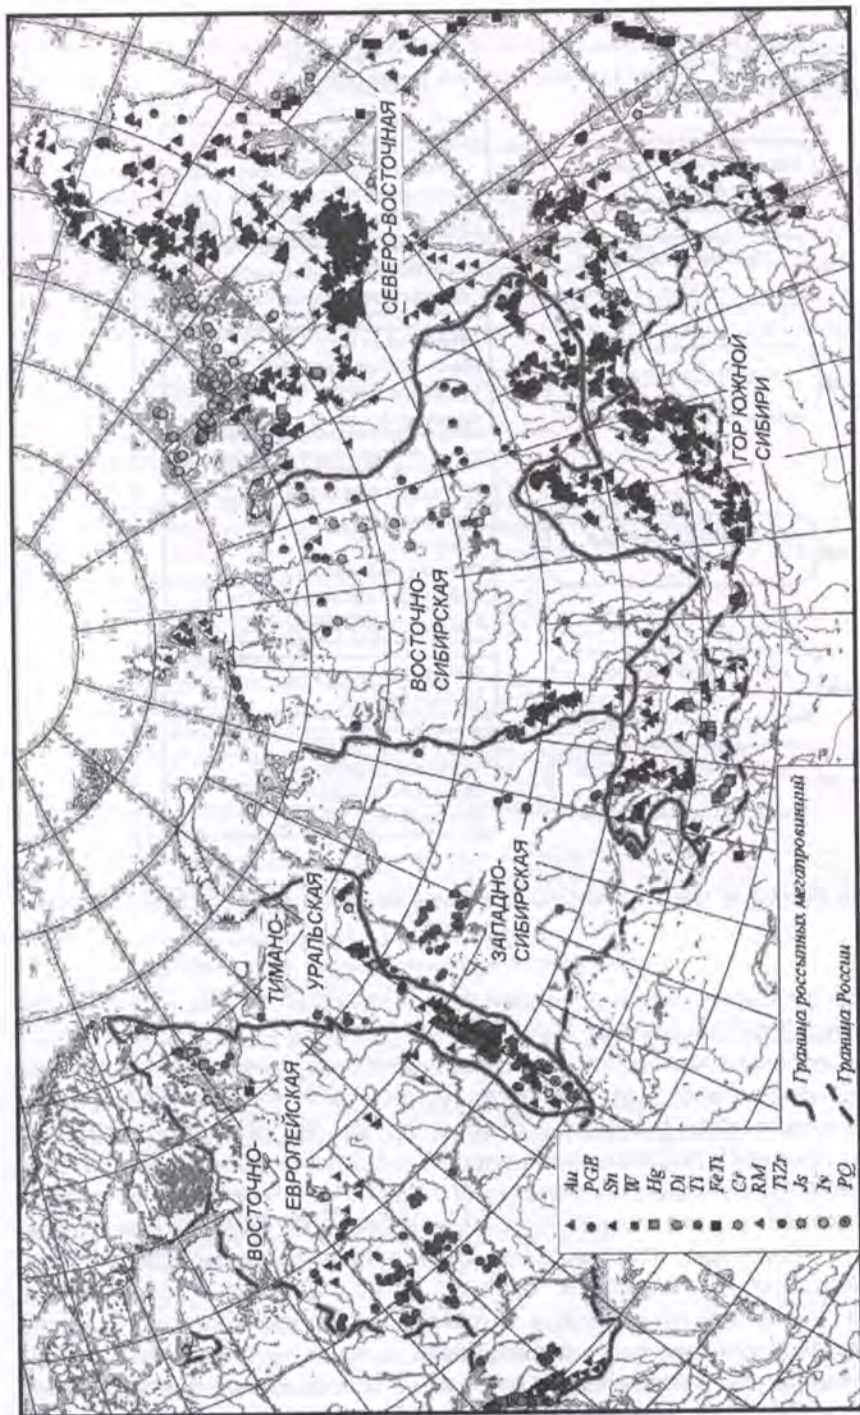 СЕВЕРО-ВОСТОЧНАЯ
ВОСТОЧНО-
СИБИРСКАЯ
ГОР ЮЖНОЙ
СИБИРИ
ТИМАНО-
УРАЛЬСКАЯ
ЗАПАДНО-
СИБИРСКАЯ
ВОСТОЧНО-
ЕВРОПЕЙСКАЯ
Au
PGE
Sn
W
Hg
Di
Ti
FeTi
Cr
RM
TiZr
Js
Iv
PQ
Граница россыпных мегапровинций
Граница России